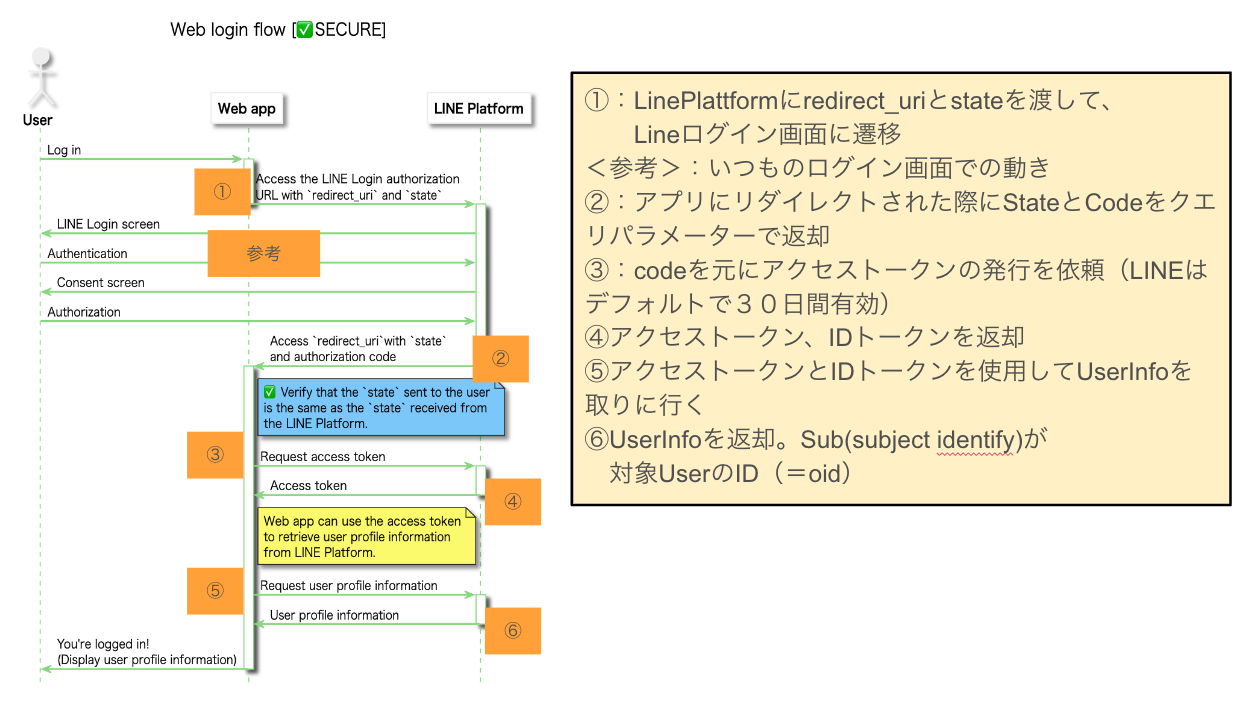 Web login flow [✅SECURE]
User
Web app
LINE Platform
Log in
①
Access the LINE Login authorization
URL with `redirect_uri` and `state`
LINE Login screen
参考
Authentication
Consent screen
Authorization
Access `redirect_uri`with `state`
and authorization code
②
✅ Verify that the `state` sent to the user
is the same as the `state` received from
the LINE Platform.
③
Request access token
Access token
④
Web app can use the access token
to retrieve user profile information
from LINE Platform.
⑤
Request user profile information
User profile information
⑥
You're logged in!
(Display user profile information)
①：LinePlattformにredirect_uriとstateを渡して、
Lineログイン画面に遷移
＜参考＞：いつものログイン画面での動き
②：アプリにリダイレクトされた際にStateとCodeをクエ
リパラメーターで返却
③：codeを元にアクセストークンの発行を依頼（LINEは
デフォルトで３０日間有効）
④アクセストークン、IDトークンを返却
⑤アクセストークンとIDトークンを使用してUserInfoを
取りに行く
⑥UserInfoを返却。Sub(subject identify)が
対象UserのID（＝oid）